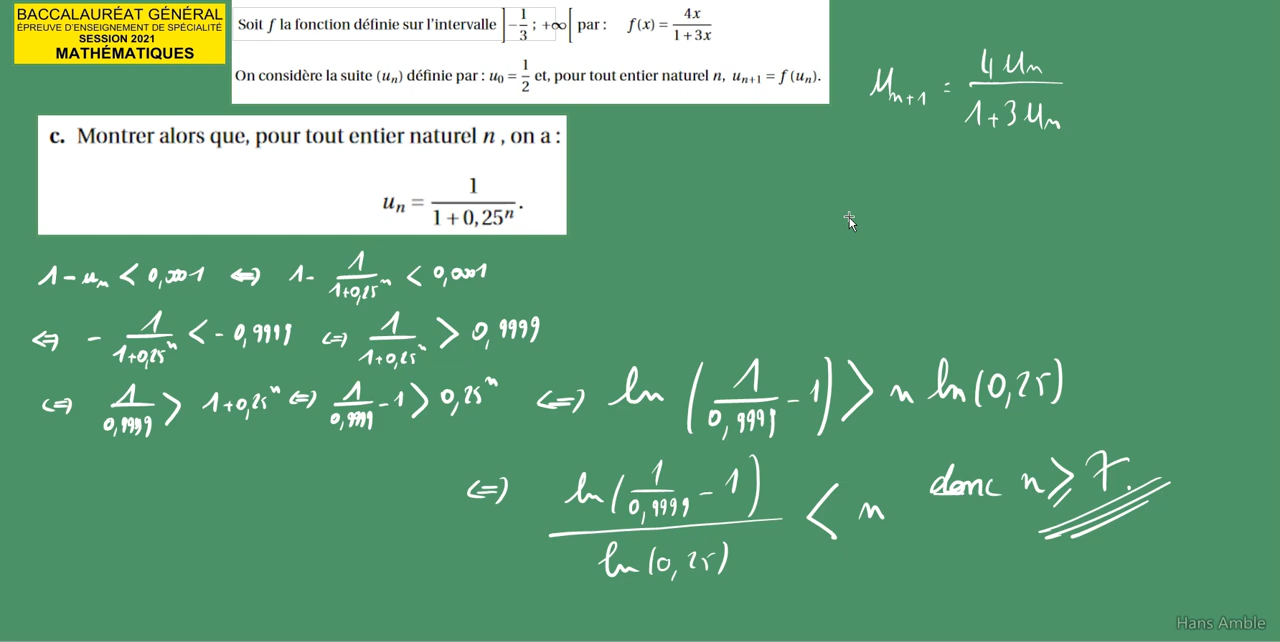 BACCALAURÉAT GÉNÉRAL
ÉPREUVE D'ENSEIGNEMENT DE SPÉCIALITÉ
SESSION 2021
MATHÉMATIQUES
Soit f la fonction définie sur l'intervalle ]-1/3 ; +∞[ par : f(x) = 4x/(1+3x)
On considère la suite (uₙ) définie par : u₀ = 1/2 et, pour tout entier naturel n, uₙ₊₁ = f(uₙ).
uₙ₊₁ = 4uₙ/(1+3uₙ)
c. Montrer alors que, pour tout entier naturel n, on a :
uₙ = 1/(1+0,25ⁿ).
1-uₙ < 0,0001 ⇔ 1- 1/(1+0,25ⁿ) < 0,0001
⇔ - 1/(1+0,25ⁿ) < - 0,9999 ⇔ 1/(1+0,25ⁿ) > 0,9999
⇔ 1/0,9999 > 1+0,25ⁿ ⇔ 1/0,9999 - 1 > 0,25ⁿ ⇔ ln(1/0,9999 - 1) > n ln(0,25)
⇔ ln(1/0,9999 - 1)/ln(0,25) < n donc n ⩾ 7.
Hans Amble